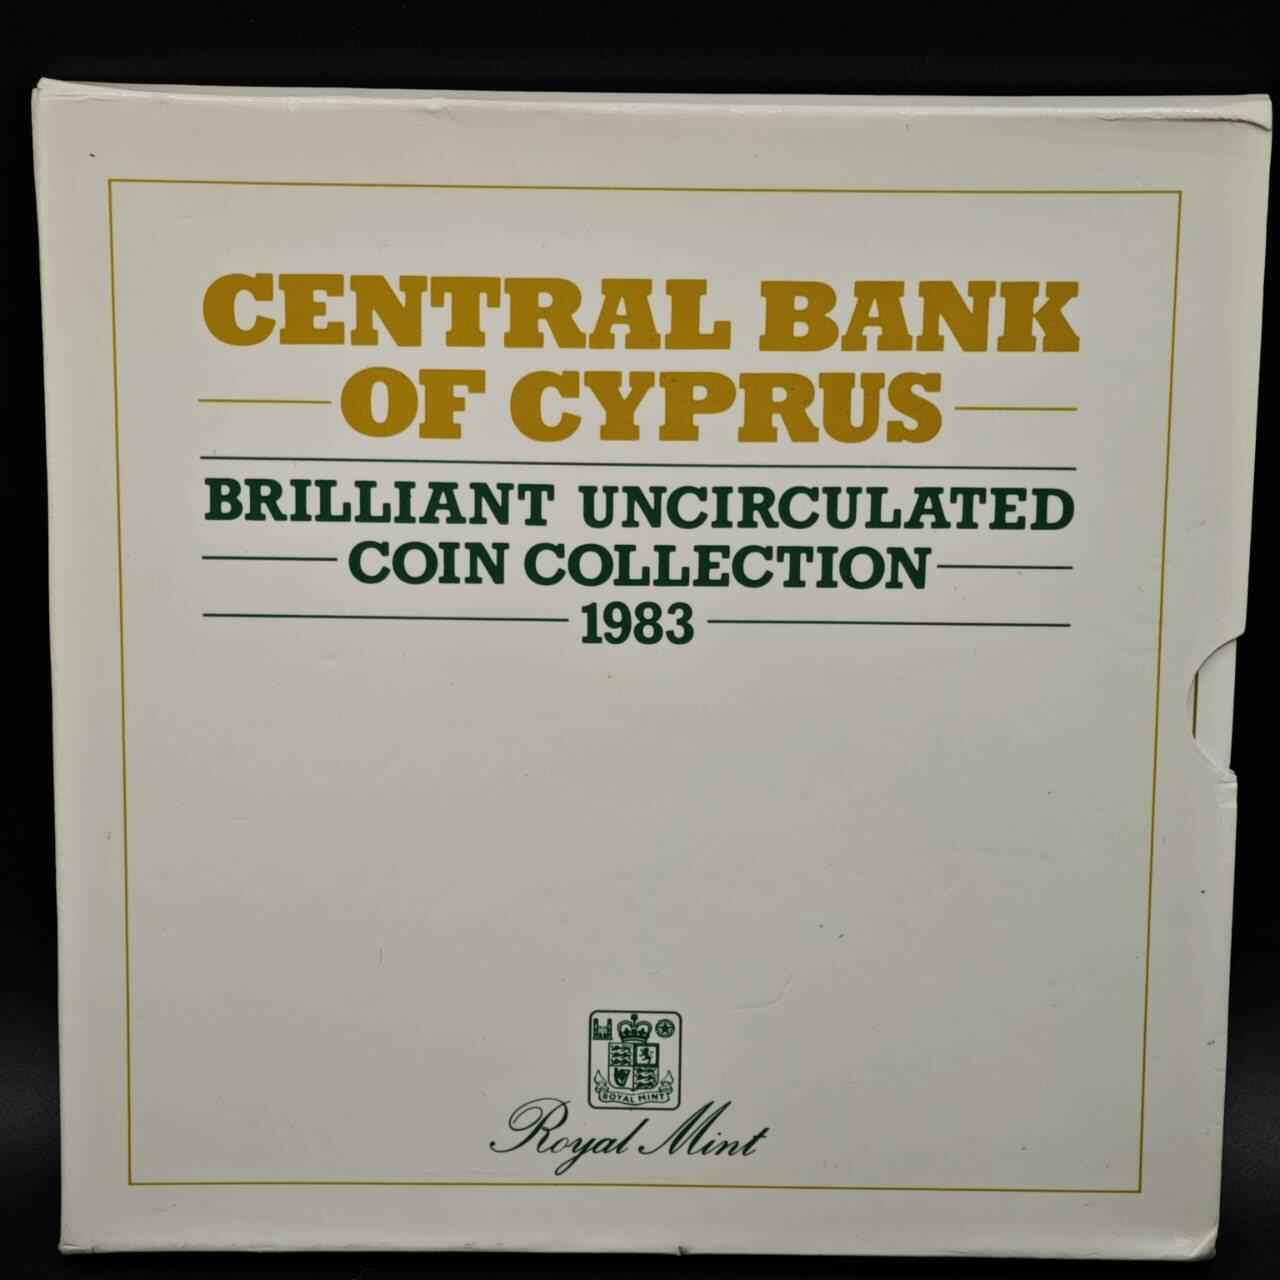 CENTRAL BANK
OF CYPRUS
BRILLIANT UNCIRCULATED
COIN COLLECTION
1983
ROYAL MINT
Royal Mint